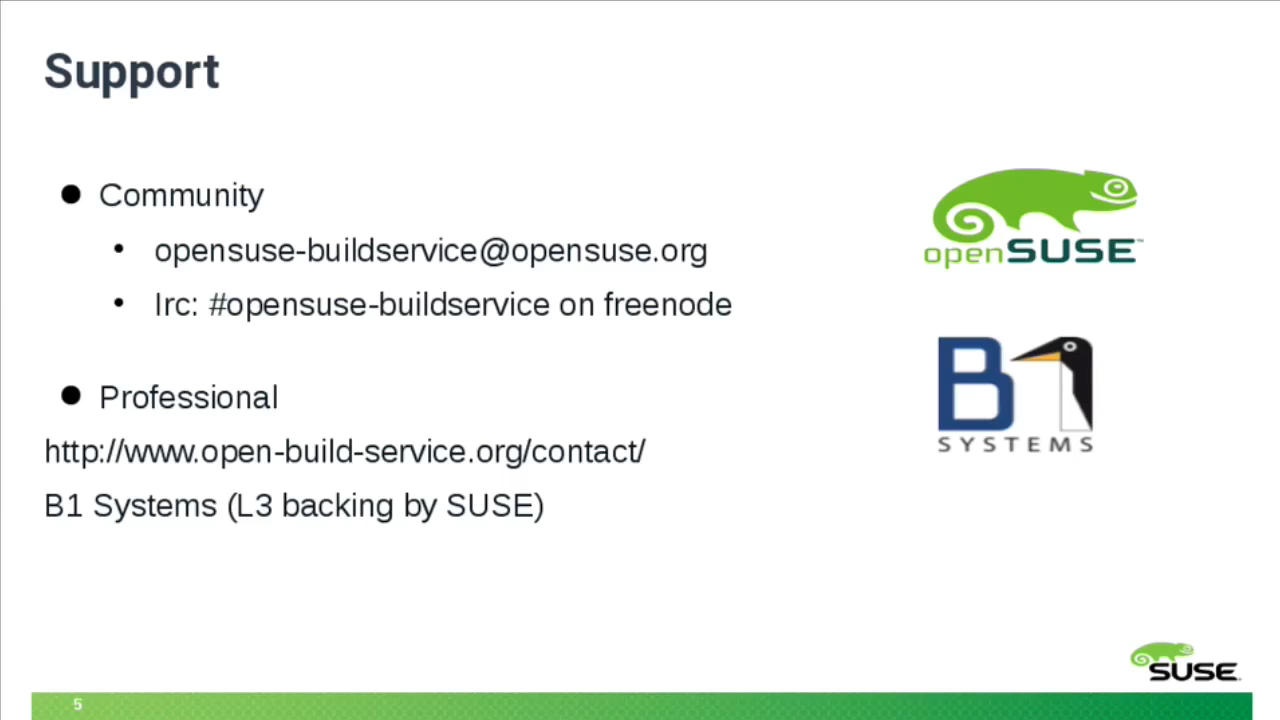 Support
Community
opensuse-buildservice@opensuse.org
Irc: #opensuse-buildservice on freenode
Professional
http://www.open-build-service.org/contact/
B1 Systems (L3 backing by SUSE)
openSUSE™
B1
SYSTEMS
SUSE
5